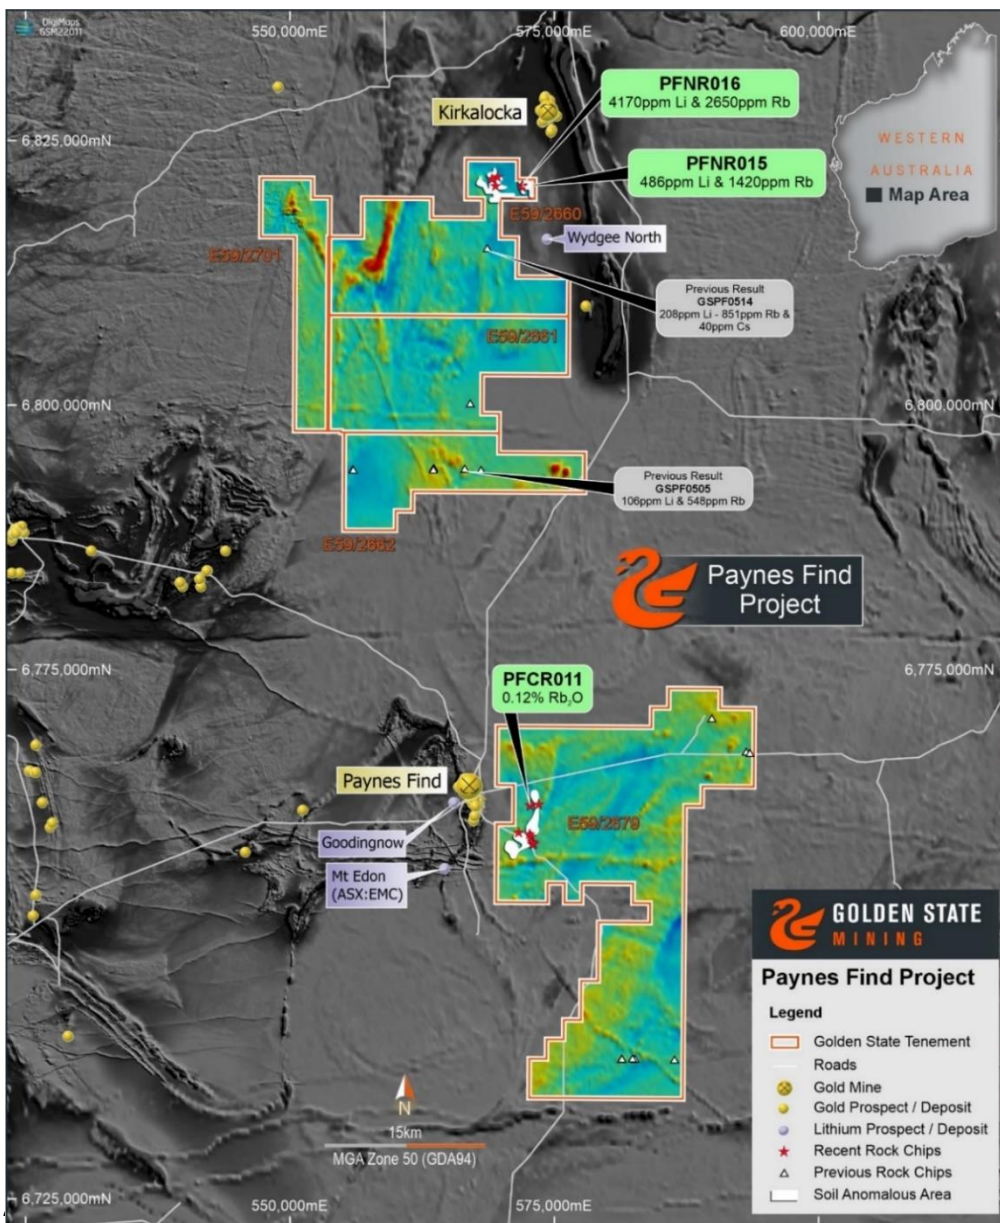 DigiMaps
GSM22011
550,000mE
575,000mE
600,000mE
6,825,000mN
Kirkalocka
PFNR016
4170ppm Li & 2650ppm Rb
PFNR015
486ppm Li & 1420ppm Rb
WESTERN
AUSTRALIA
Map Area
E59/2660
Wydgee North
E59/2701
Previous Result
GSPF0514
208ppm Li - 851ppm Rb &
40ppm Cs
E59/2661
6,800,000mN
6,800,000mN
Previous Result
GSPF0505
106ppm Li & 548ppm Rb
E59/2662
Paynes Find
Project
6,775,000mN
6,775,000mN
PFCR011
0.12% Rb₂O
Paynes Find
Goodingnow
E59/2679
Mt Edon
(ASX:EMC)
GOLDEN STATE
MINING
Paynes Find Project
Legend
Golden State Tenement
Roads
Gold Mine
Gold Prospect / Deposit
Lithium Prospect / Deposit
Recent Rock Chips
Previous Rock Chips
Soil Anomalous Area
N
15km
MGA Zone 50 (GDA94)
6,725,000mN
550,000mE
575,000mE